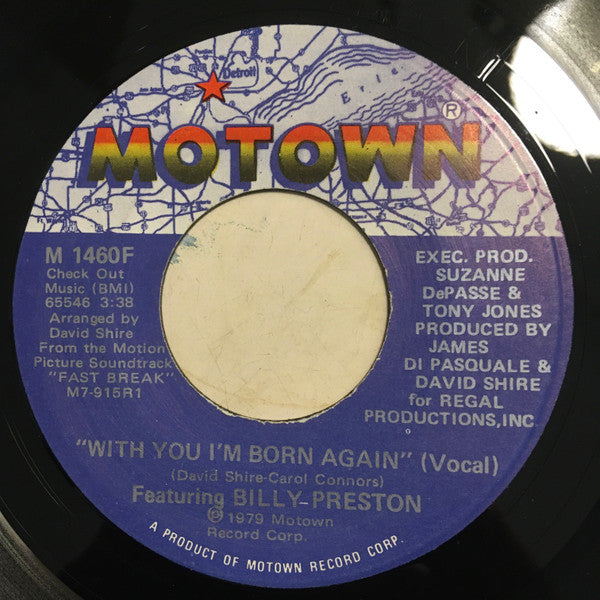 Detroit
Erie
MOTOWN®
M 1460F
Check Out
Music (BMI)
65546 3:38
Arranged by
David Shire
From the Motion
Picture Soundtrack
"FAST BREAK"
M7-915R1
EXEC. PROD.
SUZANNE
DePASSE &
TONY JONES
PRODUCED BY
JAMES
DI PASQUALE &
DAVID SHIRE
for REGAL
PRODUCTIONS,INC.
"WITH YOU I'M BORN AGAIN" (Vocal)
(David Shire-Carol Connors)
Featuring BILLY PRESTON
℗ 1979 Motown
Record Corp.
A PRODUCT OF MOTOWN RECORD CORP.